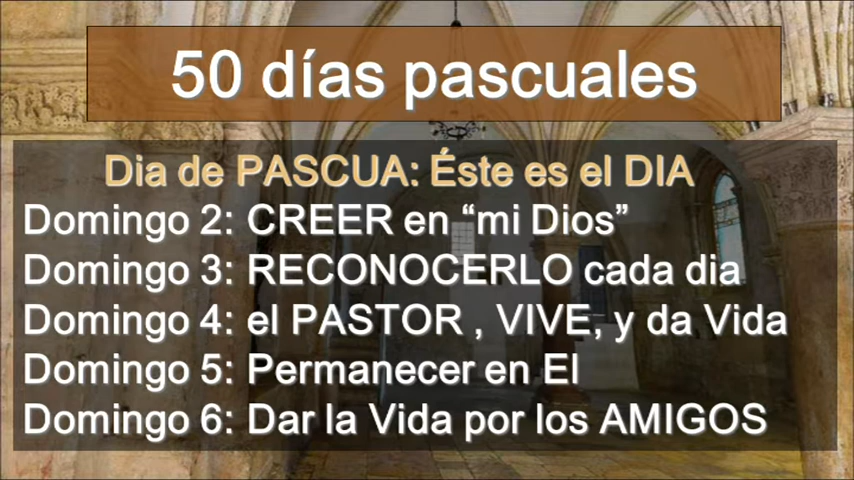 50 días pascuales
Dia de PASCUA: Éste es el DIA
Domingo 2: CREER en “mi Dios”
Domingo 3: RECONOCERLO cada dia
Domingo 4: el PASTOR , VIVE, y da Vida
Domingo 5: Permanecer en El
Domingo 6: Dar la Vida por los AMIGOS